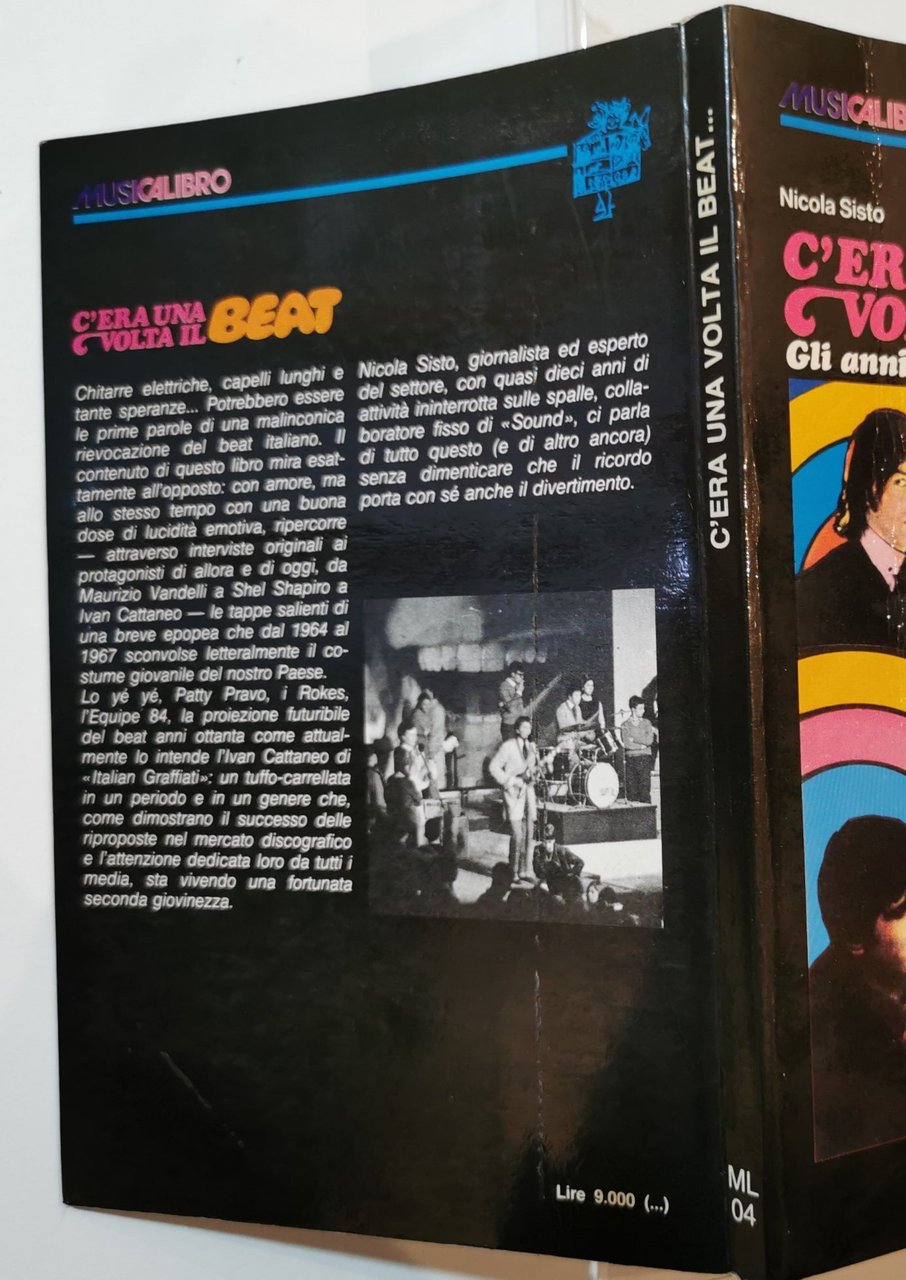 MUSICALIBRO
C'ERA UNA
VOLTA IL BEAT
Chitarre elettriche, capelli lunghi e
tante speranze... Potrebbero essere
le prime parole di una malinconica
rievocazione del beat italiano. Il
contenuto di questo libro mira esat-
tamente all'opposto: con amore, ma
allo stesso tempo con una buona
dose di lucidità emotiva, ripercorre
— attraverso interviste originali ai
protagonisti di allora e di oggi, da
Maurizio Vandelli a Shel Shapiro a
Ivan Cattaneo — le tappe salienti di
una breve epopea che dal 1964 al
1967 sconvolse letteralmente il co-
stume giovanile del nostro Paese.
Lo yé yé, Patty Pravo, i Rokes,
l'Equipe 84, la proiezione futuribile
del beat anni ottanta come attual-
mente lo intende l'Ivan Cattaneo di
«Italian Graffiati»: un tuffo-carrellata
in un periodo e in un genere che,
come dimostrano il successo delle
riproposte nel mercato discografico
e l'attenzione dedicata loro da tutti i
media, sta vivendo una fortunata
seconda giovinezza.
Nicola Sisto, giornalista ed esperto
del settore, con quasi dieci anni di
attività ininterrotta sulle spalle, colla-
boratore fisso di «Sound», ci parla
di tutto questo (e di altro ancora)
senza dimenticare che il ricordo
porta con sé anche il divertimento.
Lire 9.000 (...)
C'ERA UNA VOLTA IL BEAT...
ML
04
MUSICALIB
Nicola Sisto
C'ER
VO
Gli anni